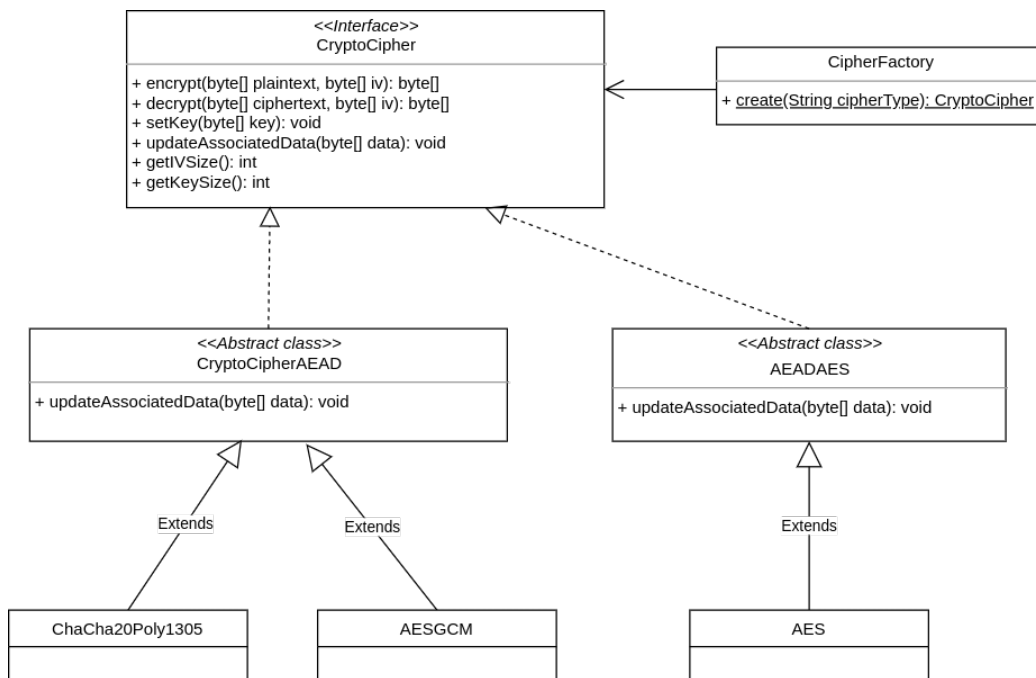 <<Interface>>
CryptoCipher
+ encrypt(byte[] plaintext, byte[] iv): byte[]
+ decrypt(byte[] ciphertext, byte[] iv): byte[]
+ setKey(byte[] key): void
+ updateAssociatedData(byte[] data): void
+ getIVSize(): int
+ getKeySize(): int
CipherFactory
+ create(String cipherType): CryptoCipher
<<Abstract class>>
CryptoCipherAEAD
+ updateAssociatedData(byte[] data): void
<<Abstract class>>
AEADAES
+ updateAssociatedData(byte[] data): void
Extends
Extends
Extends
ChaCha20Poly1305
AESGCM
AES